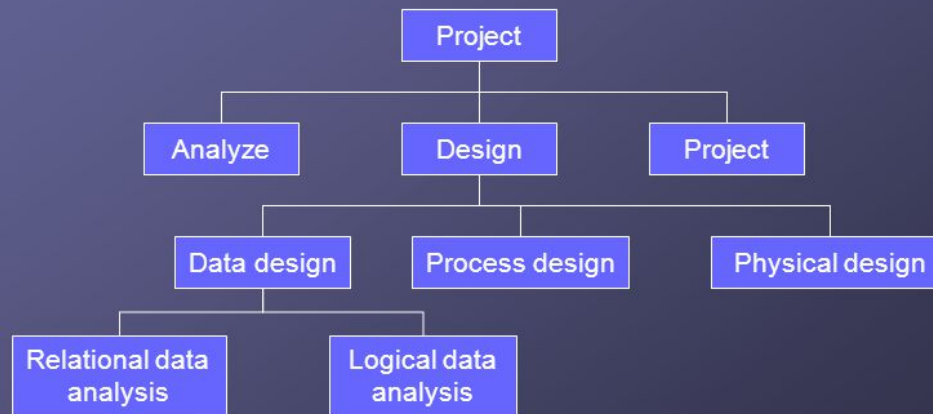 Project
Analyze
Design
Project
Data design
Process design
Physical design
Relational data
analysis
Logical data
analysis